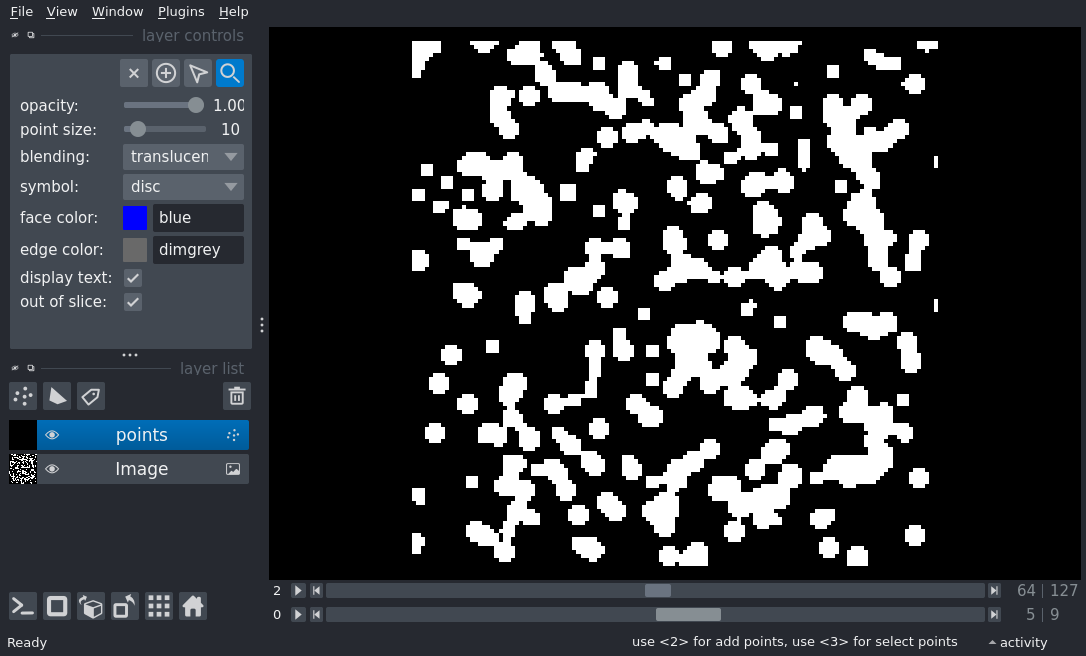 File View Window Plugins Help
layer controls
opacity: 1.00
point size: 10
blending: translucen
symbol: disc
face color: blue
edge color: dimgrey
display text:
out of slice:
layer list
points
Image
2 64 | 127
0 5 | 9
Ready use <2> for add points, use <3> for select points activity